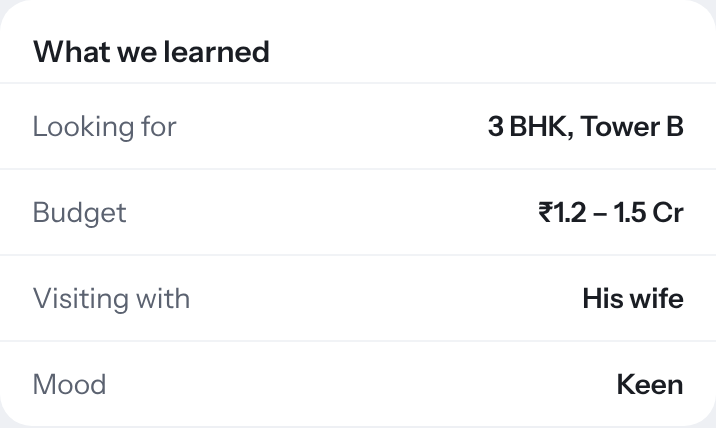 What we learned
Looking for 3 BHK, Tower B
Budget ₹1.2 – 1.5 Cr
Visiting with His wife
Mood Keen